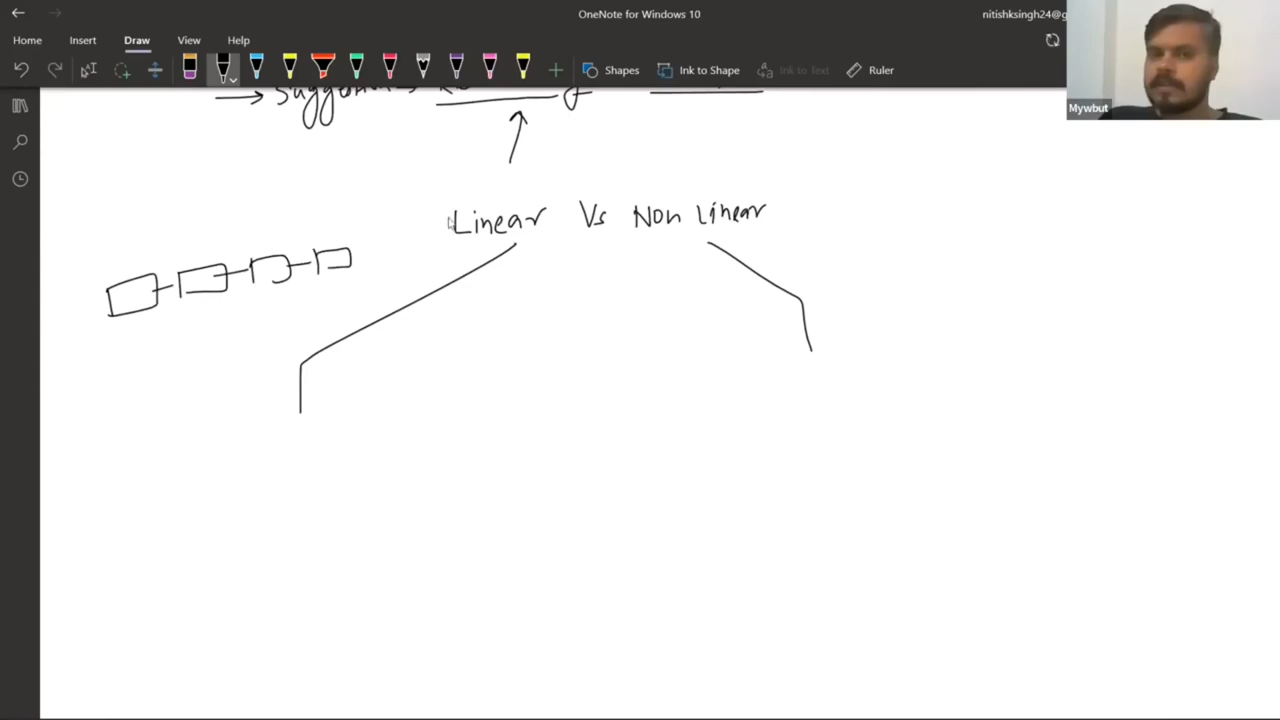 OneNote for Windows 10
nitishksingh24@g
Home Insert Draw View Help
Shapes Ink to Shape Ink to Text Ruler
Mywbut
Linear Vs Non Linear